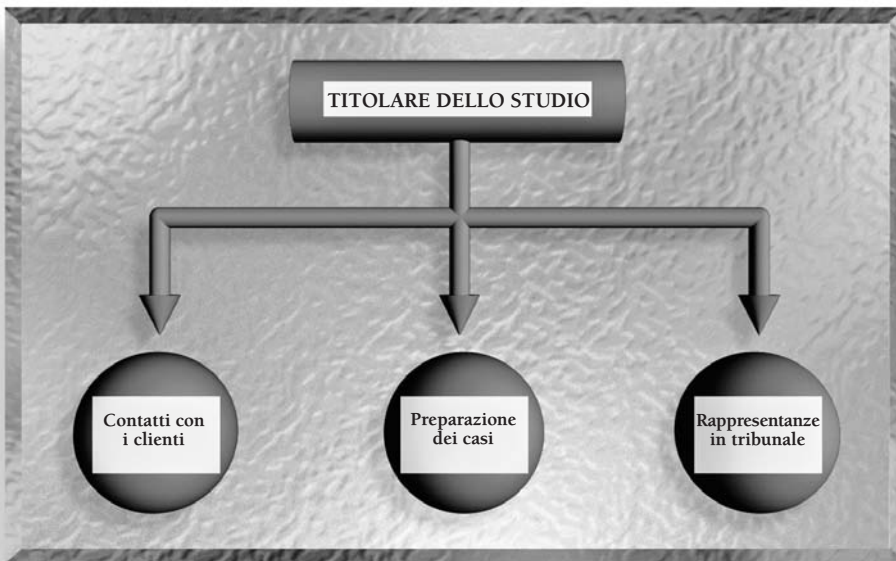 TITOLARE DELLO STUDIO
Contatti con
i clienti
Preparazione
dei casi
Rappresentanze
in tribunale